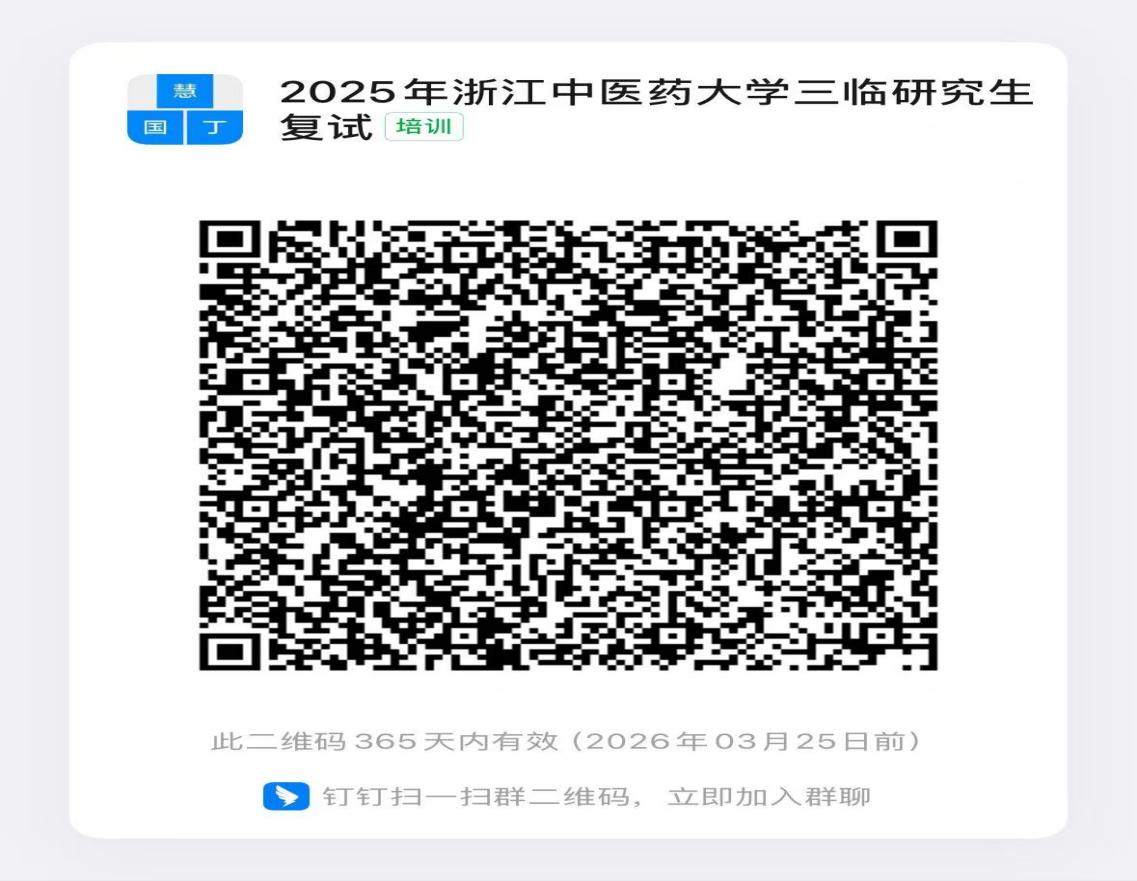 慧
国 丁
2025年浙江中医药大学三临研究生
复试 培训
此二维码365天内有效（2026年03月25日前）
钉钉扫一扫群二维码，立即加入群聊